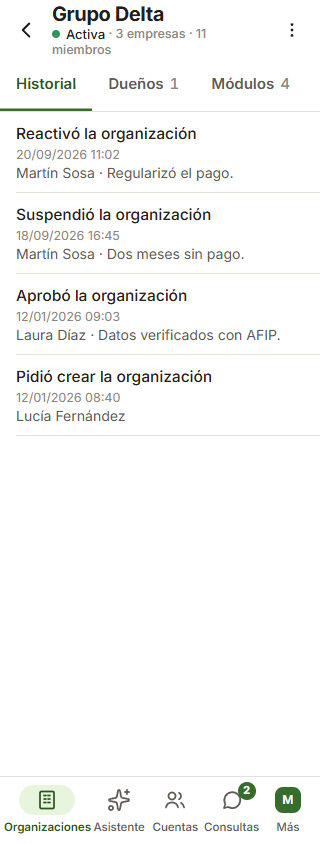 Grupo Delta
Activa · 3 empresas · 11
miembros
Historial Dueños 1 Módulos 4
Reactivó la organización
20/09/2026 11:02
Martín Sosa · Regularizó el pago.
Suspendió la organización
18/09/2026 16:45
Martín Sosa · Dos meses sin pago.
Aprobó la organización
12/01/2026 09:03
Laura Díaz · Datos verificados con AFIP.
Pidió crear la organización
12/01/2026 08:40
Lucía Fernández
2 M
Organizaciones Asistente Cuentas Consultas Más